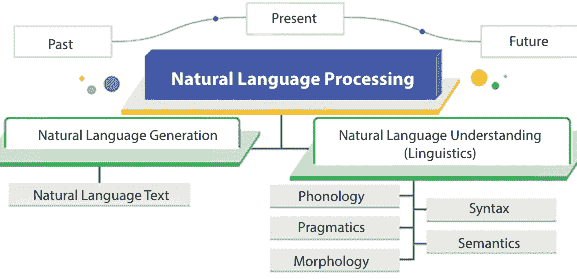 Present
Past
Future
Natural Language Processing
Natural Language Generation
Natural Language Understanding
(Linguistics)
Natural Language Text
Phonology
Syntax
Pragmatics
Semantics
Morphology